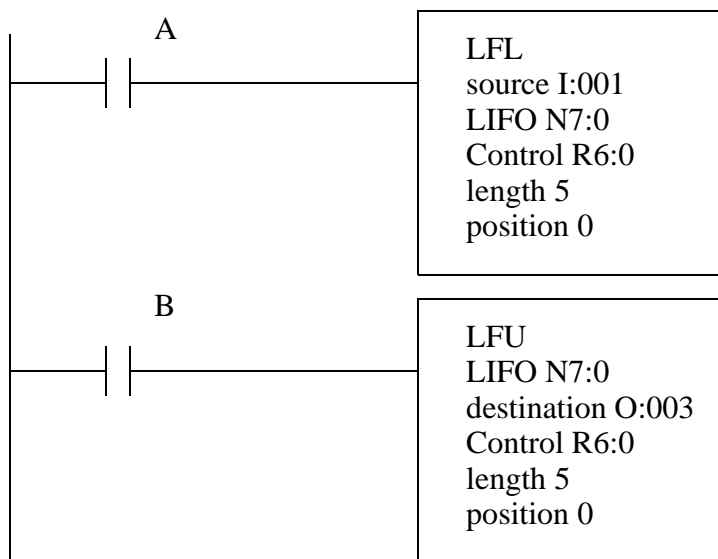 A
LFL
source I:001
LIFO N7:0
Control R6:0
length 5
position 0
B
LFU
LIFO N7:0
destination O:003
Control R6:0
length 5
position 0